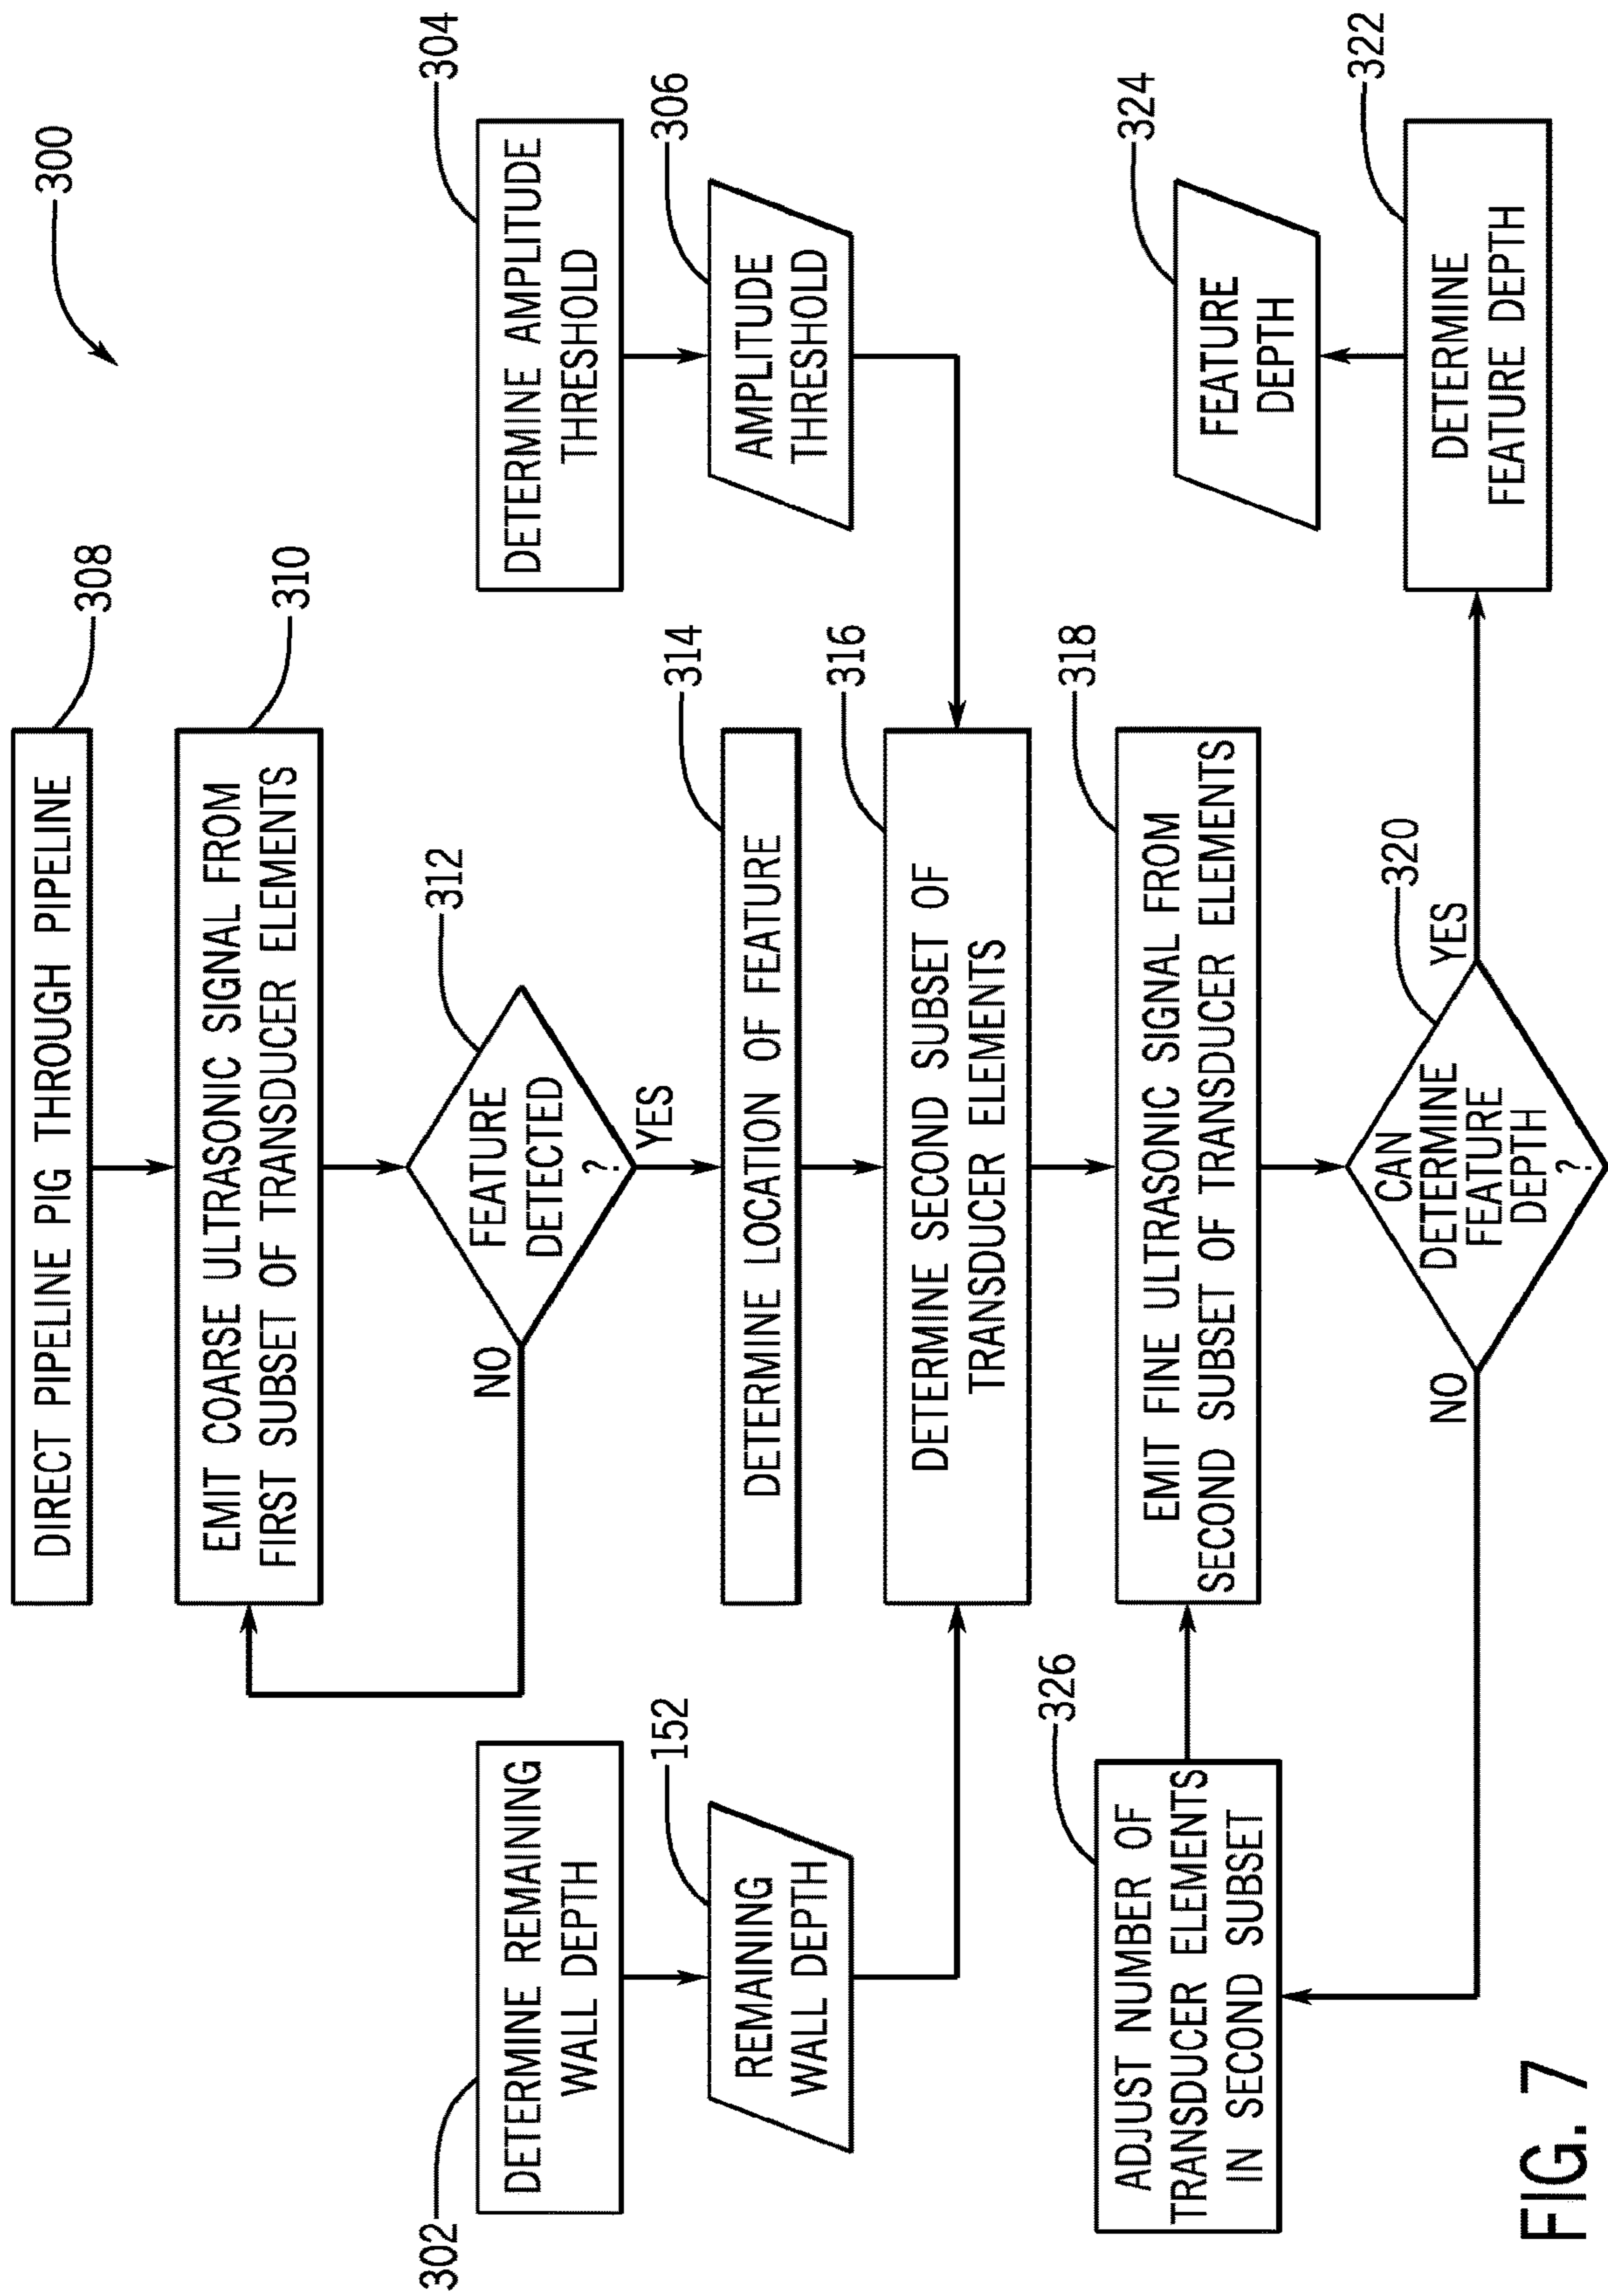 300
DIRECT PIPELINE PIG THROUGH PIPELINE
308
EMIT COARSE ULTRASONIC SIGNAL FROM
FIRST SUBSET OF TRANSDUCER ELEMENTS
310
FEATURE
DETECTED
?
312
NO
YES
302
DETERMINE REMAINING
WALL DEPTH
304
DETERMINE AMPLITUDE
THRESHOLD
REMAINING
WALL DEPTH
152
AMPLITUDE
THRESHOLD
306
DETERMINE LOCATION OF FEATURE
314
DETERMINE SECOND SUBSET OF
TRANSDUCER ELEMENTS
316
ADJUST NUMBER OF
TRANSDUCER ELEMENTS
IN SECOND SUBSET
326
EMIT FINE ULTRASONIC SIGNAL FROM
SECOND SUBSET OF TRANSDUCER ELEMENTS
318
FEATURE
DEPTH
324
CAN
DETERMINE
FEATURE
DEPTH
?
320
NO
YES
DETERMINE
FEATURE DEPTH
322
FIG. 7